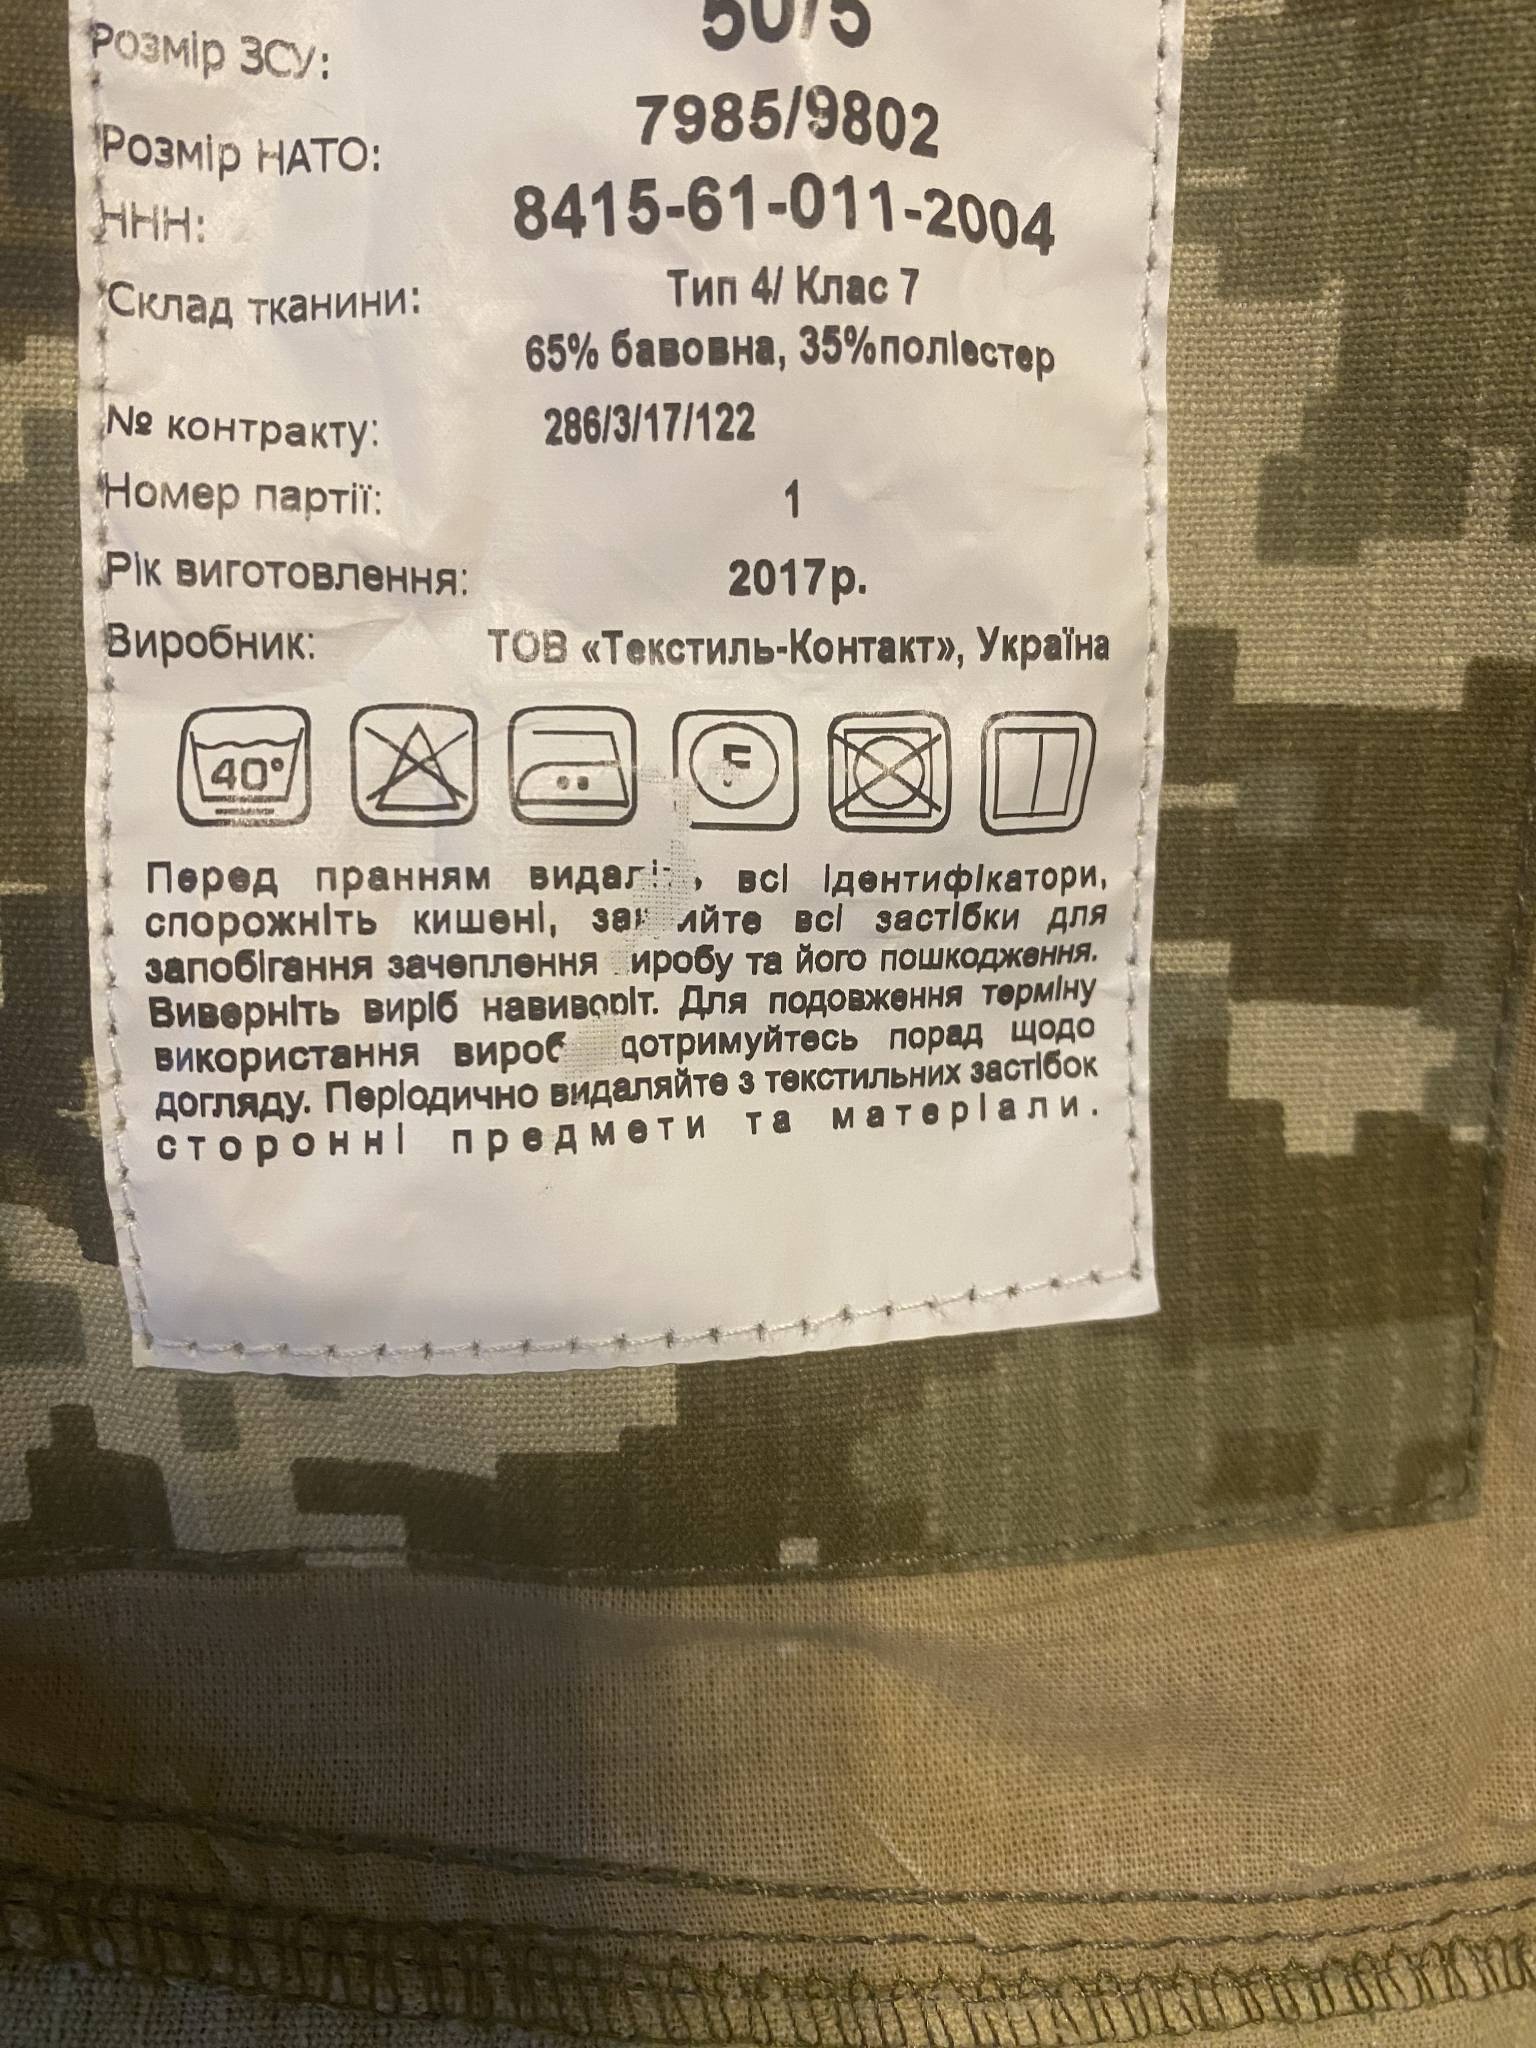 Розмір ЗСУ: 50/5
Розмір НАТО: 7985/9802
ННН: 8415-61-011-2004
Склад тканини: Тип 4/ Клас 7
65% бавовна, 35%поліестер
№ контракту: 286/3/17/122
Номер партії: 1
Рік виготовлення: 2017р.
Виробник: ТОВ «Текстиль-Контакт», Україна
40° F
Перед пранням всі ідентифікатори,
спорожніть кишені, всі застібки для
запобігання зачеплення виробу та його пошкодження.
Виверніть виріб навиворіт. Для подовження терміну
використання дотримуйтесь порад щодо
догляду. Періодично видаляйте з текстильних застібок
сторонні предмети та матеріали.